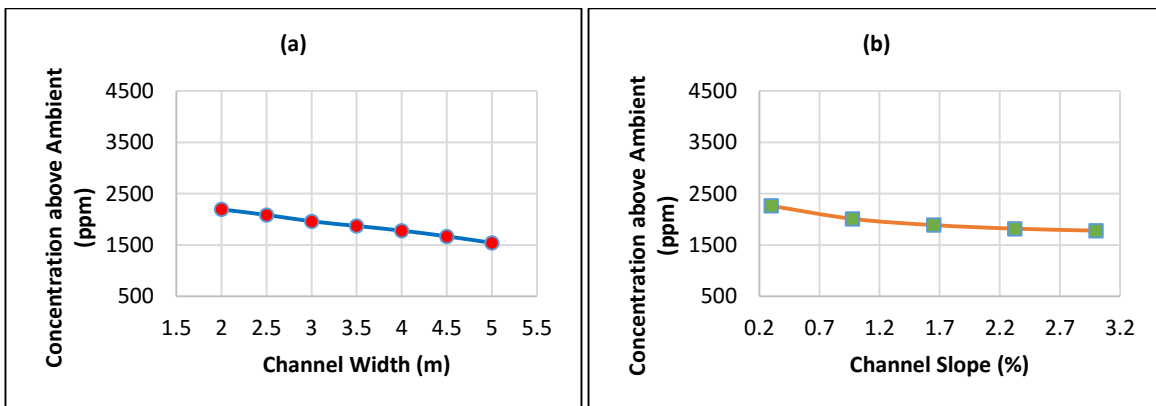 (a)
Concentration above Ambient
(ppm)
4500
3500
2500
1500
500
1.5 2 2.5 3 3.5 4 4.5 5 5.5
Channel Width (m)
(b)
Concentration above Ambient
(ppm)
4500
3500
2500
1500
500
0.2 0.7 1.2 1.7 2.2 2.7 3.2
Channel Slope (%)